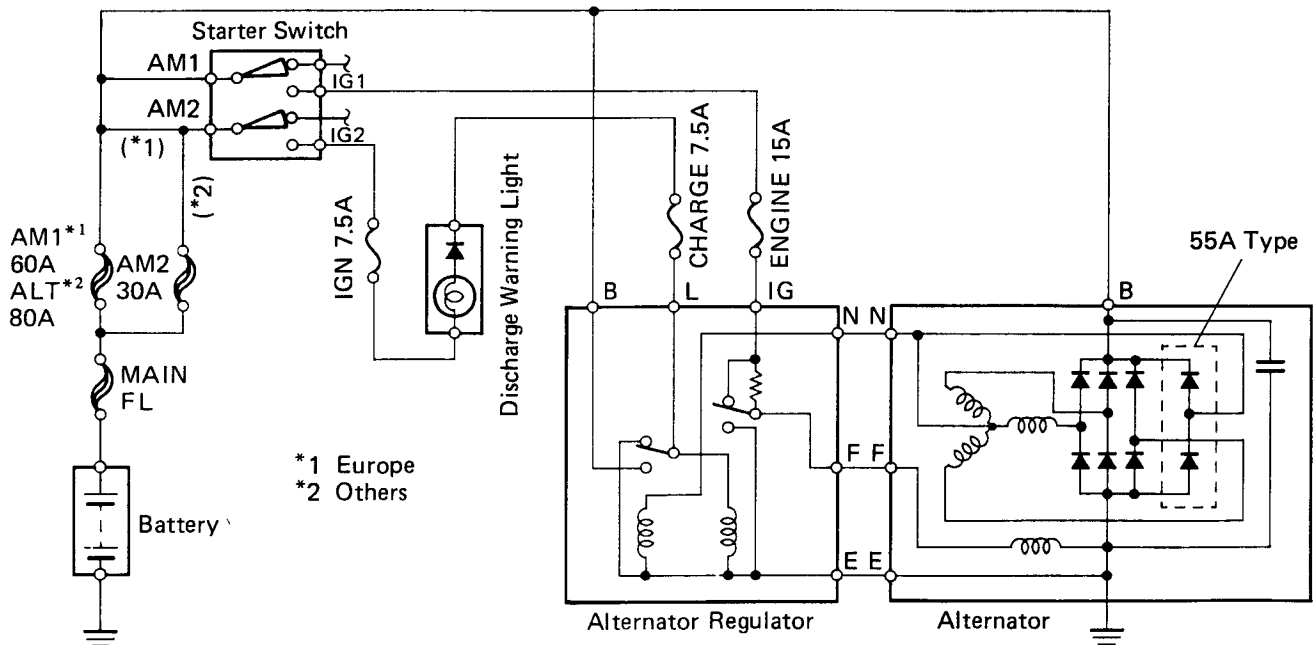 Starter Switch
AM1
IG1
AM2
(*1)
IG2
(*2)
AM1*1
60A
ALT*2
80A
AM2
30A
MAIN
FL
Battery
*1 Europe
*2 Others
IGN 7.5A
Discharge Warning Light
CHARGE 7.5A
ENGINE 15A
55A Type
B
L
IG
B
N N
F F
E E
Alternator Regulator
Alternator